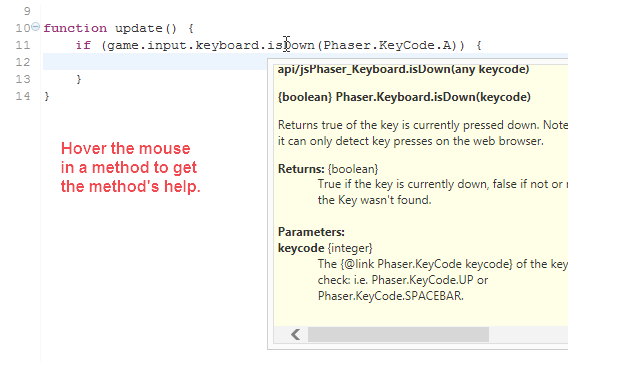 9
10 function update() {
11 if (game.input.keyboard.isDown(Phaser.KeyCode.A)) {
12
13 }
14 }
Hover the mouse
in a method to get
the method's help.
api/jsPhaser_Keyboard.isDown(any keycode)
{boolean} Phaser.Keyboard.isDown(keycode)
Returns true of the key is currently pressed down. Note
it can only detect key presses on the web browser.
Returns: {boolean}
True if the key is currently down, false if not or
the Key wasn't found.
Parameters:
keycode {integer}
The {@link Phaser.KeyCode keycode} of the key
check: i.e. Phaser.KeyCode.UP or
Phaser.KeyCode.SPACEBAR.